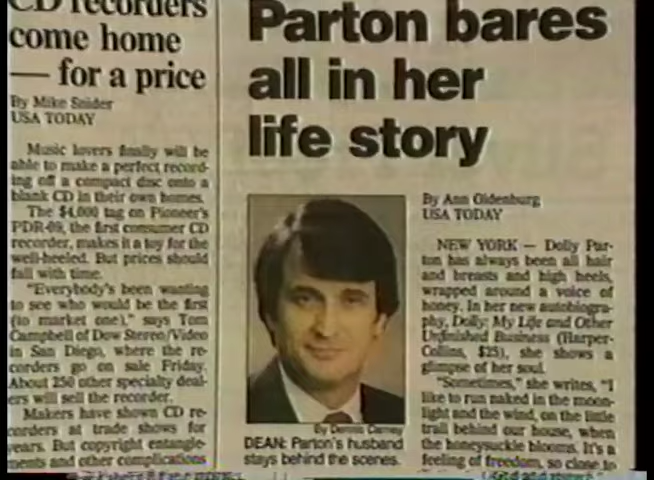 CD recorders
come home
— for a price
By Mike Snider
USA TODAY
Music lovers finally will be
able to make a perfect record-
ing off a compact disc onto a
blank CD in their own homes.
The $4,000 tag on Pioneer's
PDR-09, the first consumer CD
recorder, makes it a toy for the
well-heeled. But prices should
fall with time.
"Everybody's been wanting
to see who would be the first
(to market one)," says Tom
Campbell of Dow Stereo/Video
in San Diego, where the re-
corders go on sale Friday.
About 250 other specialty deal-
ers will sell the recorder.
Makers have shown CD re-
corders at trade shows for
years. But copyright entangle-
ments and other complications
Parton bares
all in her
life story
By Dennis Carney
DEAN: Parton's husband
stays behind the scenes.
By Ann Oldenburg
USA TODAY
NEW YORK — Dolly Par-
ton has always been all hair
and breasts and high heels,
wrapped around a voice of
honey. In her new autobiogra-
phy, Dolly: My Life and Other
Unfinished Business (Harper-
Collins, $25), she shows a
glimpse of her soul.
"Sometimes," she writes, "I
like to run naked in the moon-
light and the wind, on the little
trail behind our house, when
the honeysuckle blooms. It's a
feeling of freedom, so close to